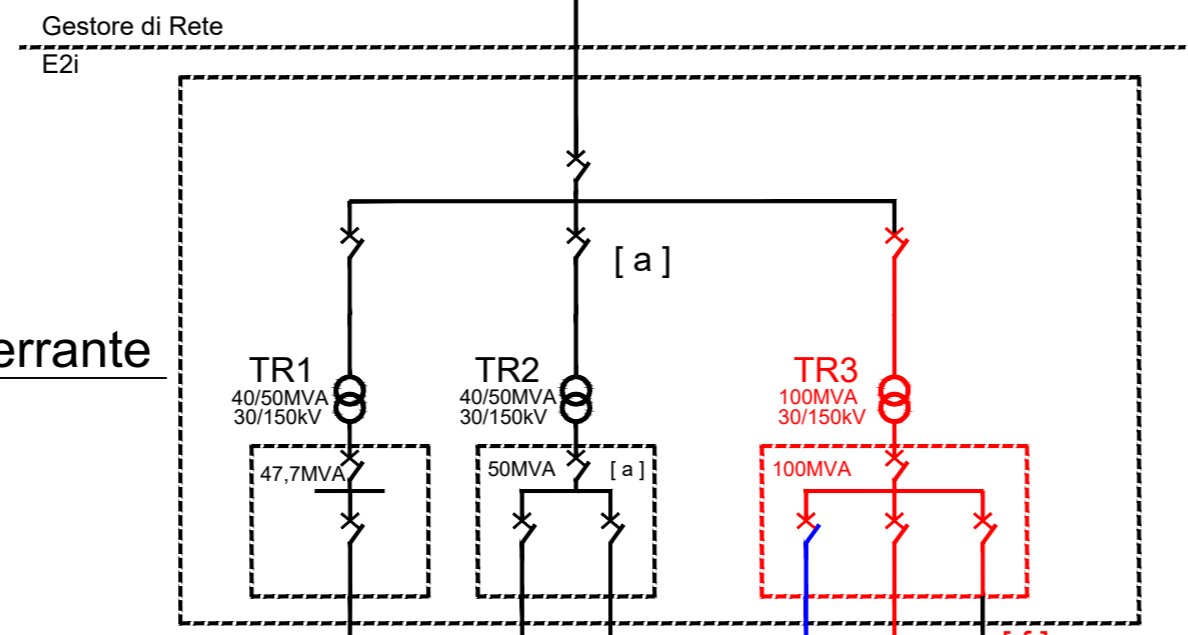 Gestore di Rete
E2i
[ a ]
errante
TR1
40/50MVA
30/150kV
TR2
40/50MVA
30/150kV
TR3
100MVA
30/150kV
47,7MVA
50MVA
[ a ]
100MVA